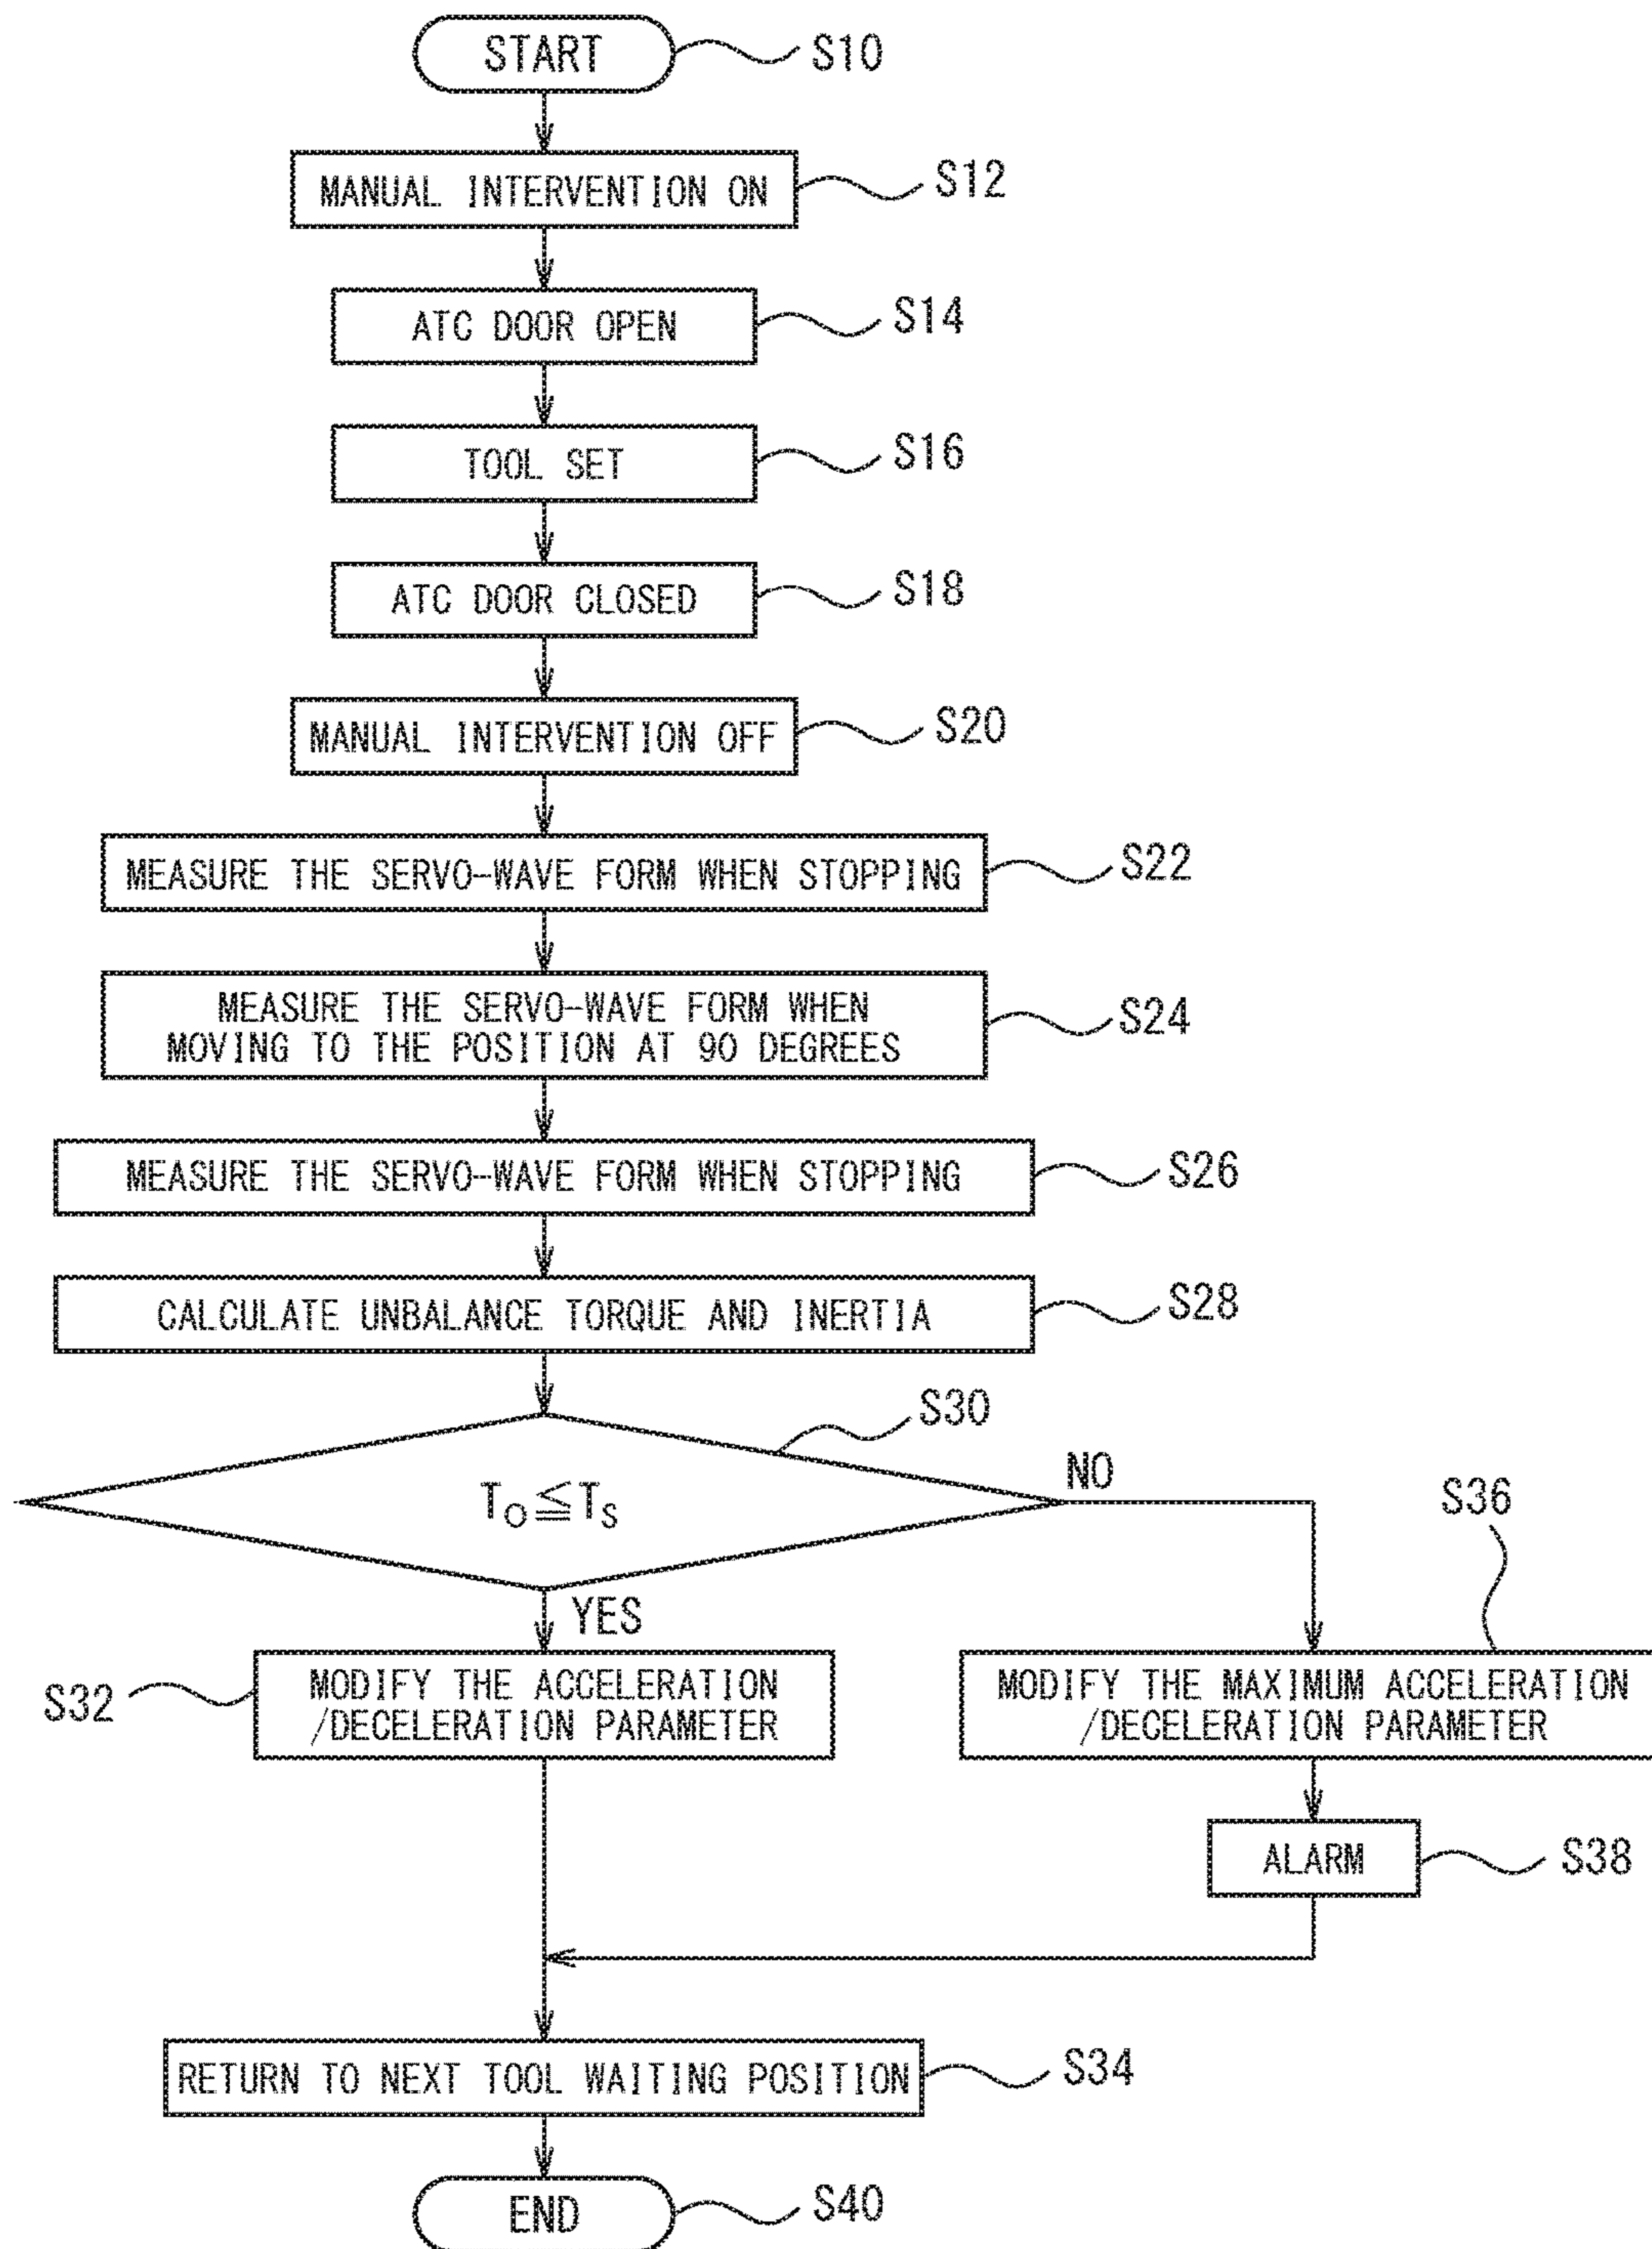 START
S10
MANUAL INTERVENTION ON
S12
ATC DOOR OPEN
S14
TOOL SET
S16
ATC DOOR CLOSED
S18
MANUAL INTERVENTION OFF
S20
MEASURE THE SERVO-WAVE FORM WHEN STOPPING
S22
MEASURE THE SERVO-WAVE FORM WHEN
MOVING TO THE POSITION AT 90 DEGREES
S24
MEASURE THE SERVO-WAVE FORM WHEN STOPPING
S26
CALCULATE UNBALANCE TORQUE AND INERTIA
S28
S30
TO≦TS
NO
YES
S36
S32
MODIFY THE ACCELERATION
/DECELERATION PARAMETER
MODIFY THE MAXIMUM ACCELERATION
/DECELERATION PARAMETER
ALARM
S38
RETURN TO NEXT TOOL WAITING POSITION
S34
END
S40